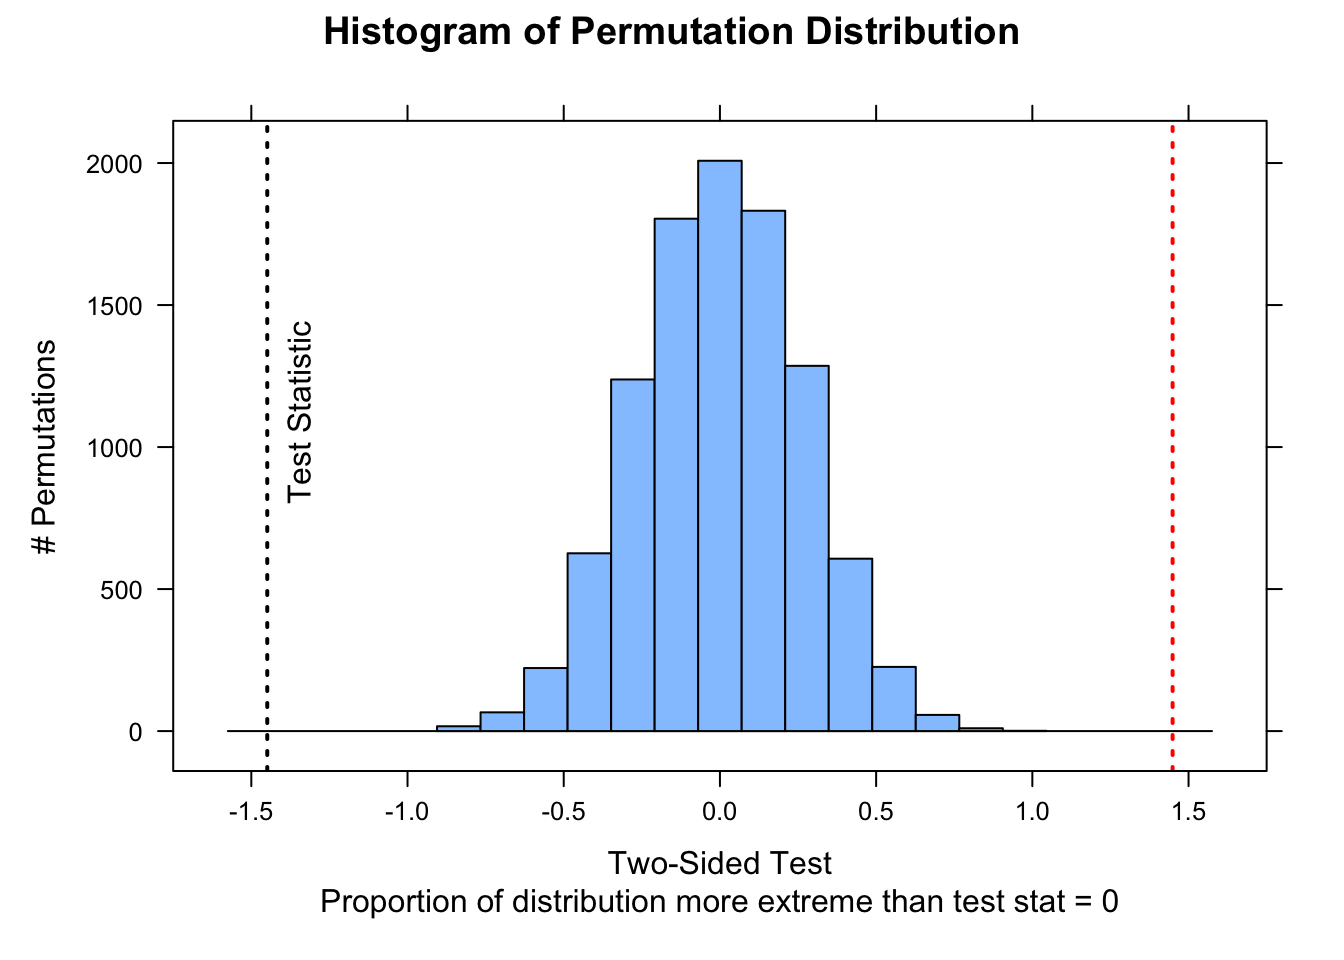 Histogram of Permutation Distribution
2000
1500
1000
500
0
# Permutations
Test Statistic
-1.5 -1.0 -0.5 0.0 0.5 1.0 1.5
Two-Sided Test
Proportion of distribution more extreme than test stat = 0